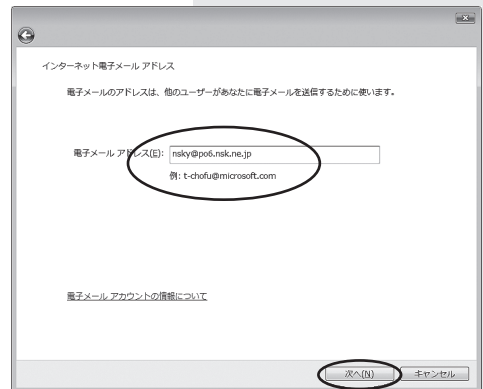 インターネット電子メール アドレス
電子メールのアドレスは、他のユーザーがあなたに電子メールを送信するために使います。
電子メール アドレス(E): nsky@po6.nsk.ne.jp
例: t-chofu@microsoft.com
電子メール アカウントの情報について
次へ(N) キャンセル